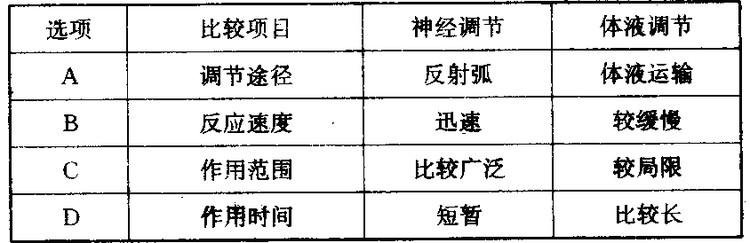 选项 比较项目 神经调节 体液调节
A 调节途径 反射弧 体液运输
B 反应速度 迅速 较缓慢
C 作用范围 比较广泛 较局限
D 作用时间 短暂 比较长